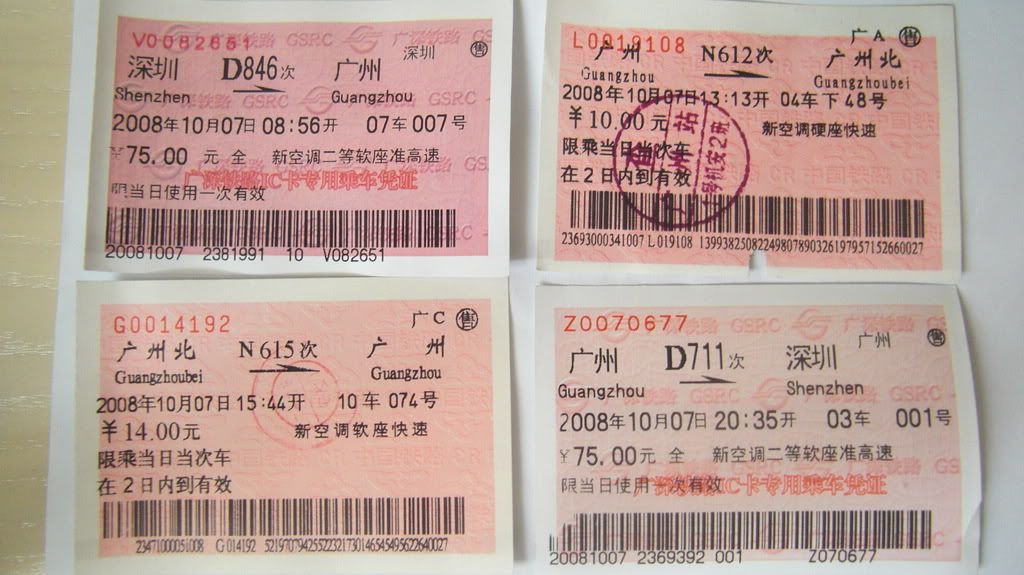 V0082651
深圳 售
深圳 D846次 广州
Shenzhen Guangzhou
2008年10月07日 08:56开 07车 007号
¥75.00 元 全 新空调二等软座准高速
广深铁路IC卡专用乘车凭证
限当日使用一次有效
20081007 2381991 10 V082651
L0019108 广A 售
广州 N612次 广州北
Guangzhou Guangzhoubei
2008年10月07日13:13开 04车下48号
¥10.00元 新空调硬座快速
限乘当日当次车
在2日内到有效
23693000341007 L019108 13993825082249807890326197957152660027
G0014192 广C 售
广州北 N615次 广州
Guangzhoubei Guangzhou
2008年10月07日15:44开 10车 074号
¥14.00元 新空调软座快速
限乘当日当次车
在2日内到有效
Z0070677
广州 售
广州 D711次 深圳
Guangzhou Shenzhen
2008年10月07日 20:35开 03车 001号
¥75.00元 全 新空调二等软座准高速
广深铁路IC卡专用乘车凭证
限当日使用一次有效
20081007 2369392 001 Z070677